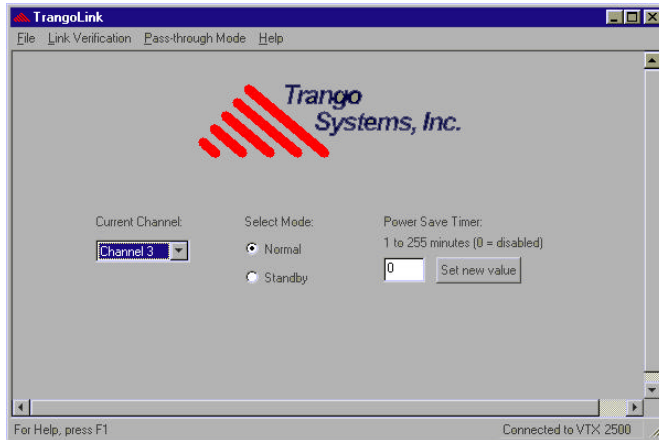 TrangoLink
File Link Verification Pass-through Mode Help
Trango
Systems, Inc.
Current Channel: Select Mode: Power Save Timer:
1 to 255 minutes (0 = disabled)
Channel 3 Normal 0 Set new value
Standby
For Help, press F1 Connected to VTX 2500